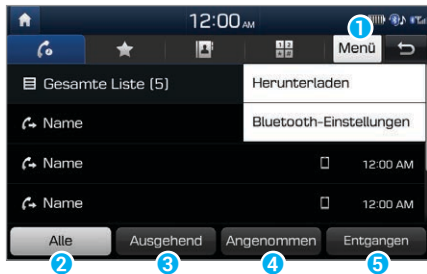 12:00 AM
1
Menü
Gesamte Liste (5)
Herunterladen
Name
Bluetooth-Einstellungen
Name 12:00 AM
Name 12:00 AM
Alle Ausgehend Angenommen Entgangen
2 3 4 5